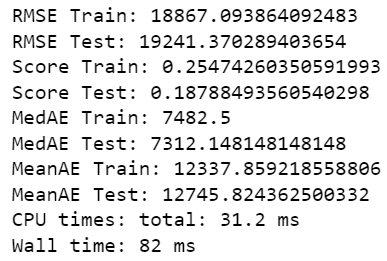 RMSE Train: 18867.093864092483
RMSE Test: 19241.370289403654
Score Train: 0.25474260350591993
Score Test: 0.18788493560540298
MedAE Train: 7482.5
MedAE Test: 7312.148148148148
MeanAE Train: 12337.859218558806
MeanAE Test: 12745.824362500332
CPU times: total: 31.2 ms
Wall time: 82 ms